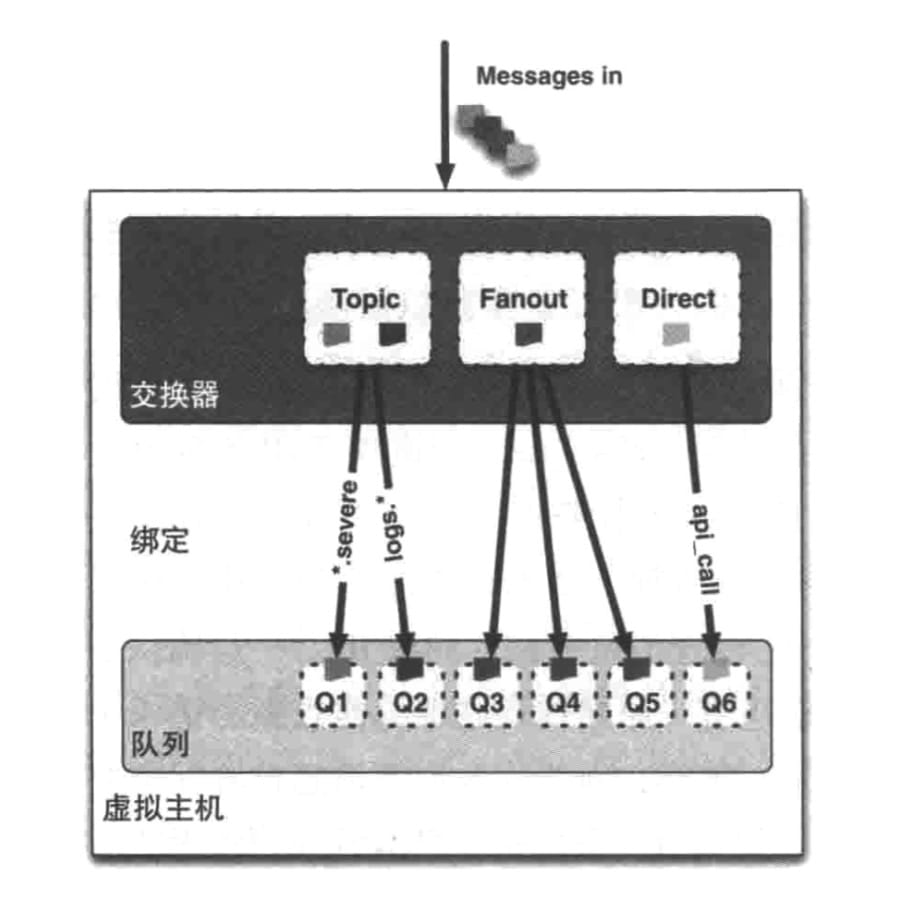 Messages in
Topic
Fanout
Direct
交换器
*.severe
logs.*
api_call
绑定
Q1
Q2
Q3
Q4
Q5
Q6
队列
虚拟主机